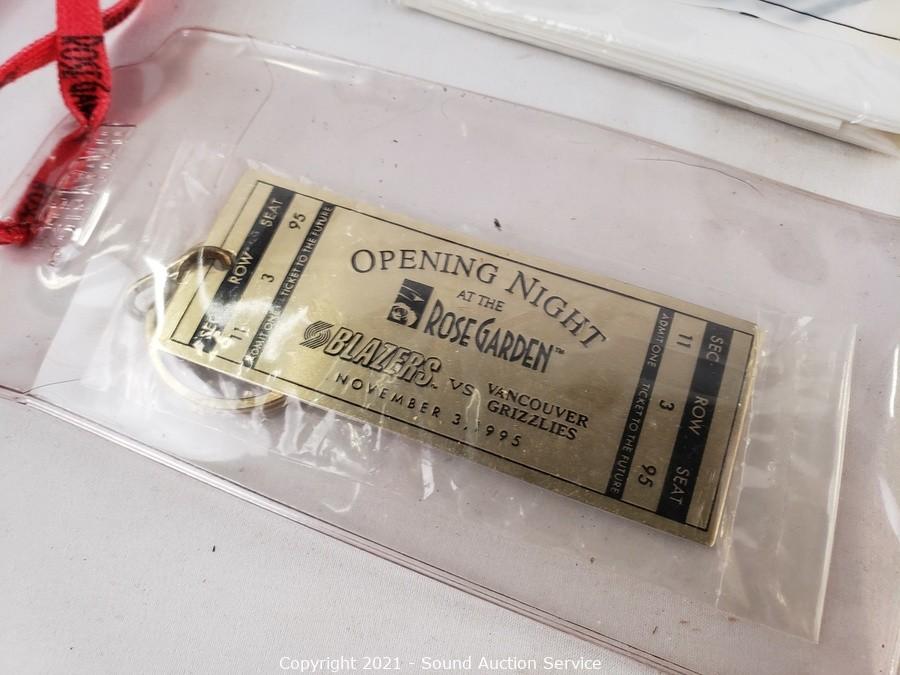 SEC ROW SEAT
11 3 95
ADMIT ONE TICKET TO THE FUTURE
OPENING NIGHT
AT THE
ROSE GARDEN™
BLAZERS™ VS VANCOUVER
GRIZZLIES
NOVEMBER 3, 1995
ADMIT ONE TICKET TO THE FUTURE
11 3 95
SEC ROW SEAT
Copyright 2021 - Sound Auction Service